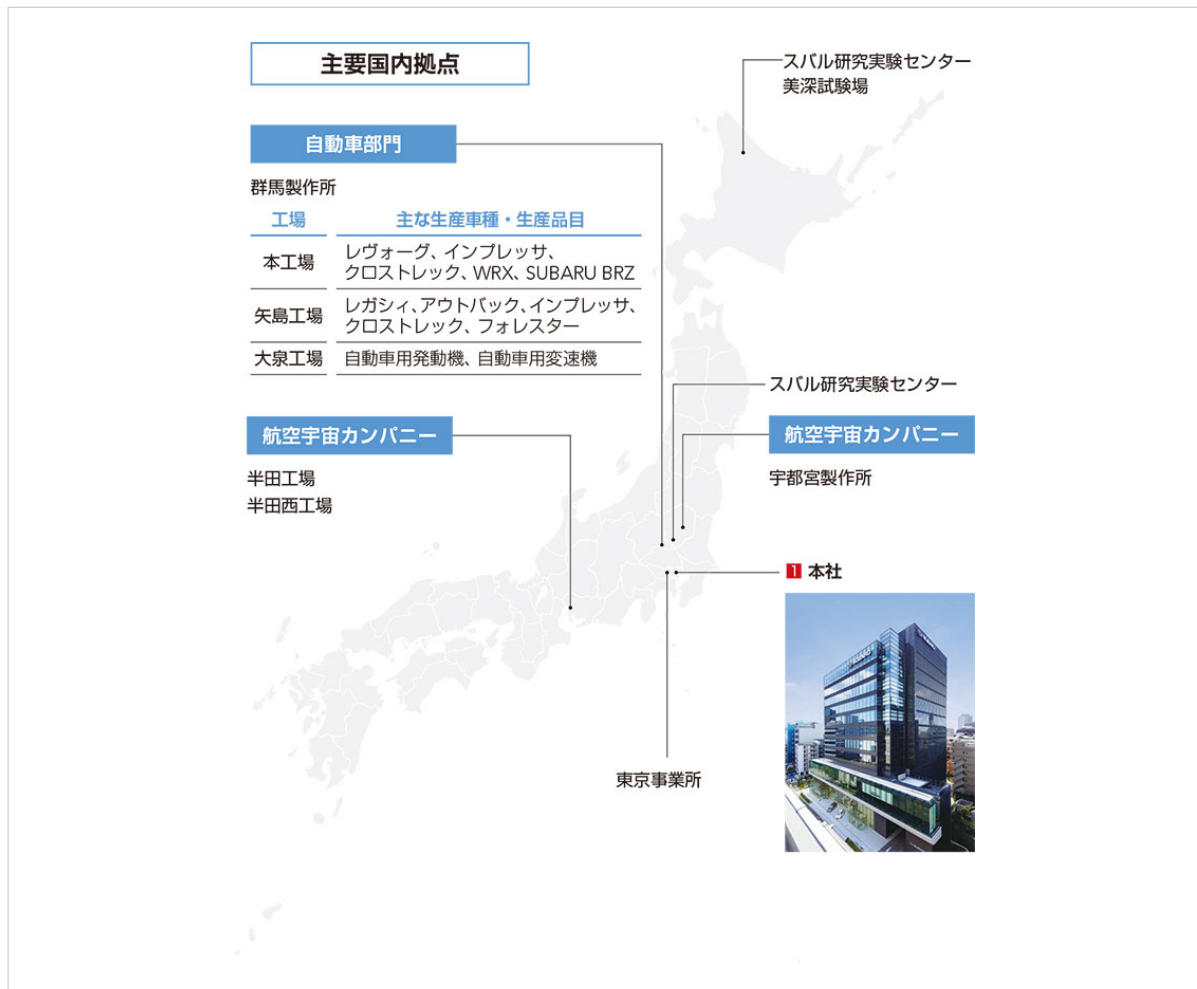 主要国内拠点
スバル研究実験センター
美深試験場
自動車部門
群馬製作所
工場 主な生産車種・生産品目
本工場 レヴォーグ、インプレッサ、
クロストレック、WRX、SUBARU BRZ
矢島工場 レガシィ、アウトバック、インプレッサ、
クロストレック、フォレスター
大泉工場 自動車用発動機、自動車用変速機
スバル研究実験センター
航空宇宙カンパニー
半田工場
半田西工場
航空宇宙カンパニー
宇都宮製作所
1 本社
東京事業所